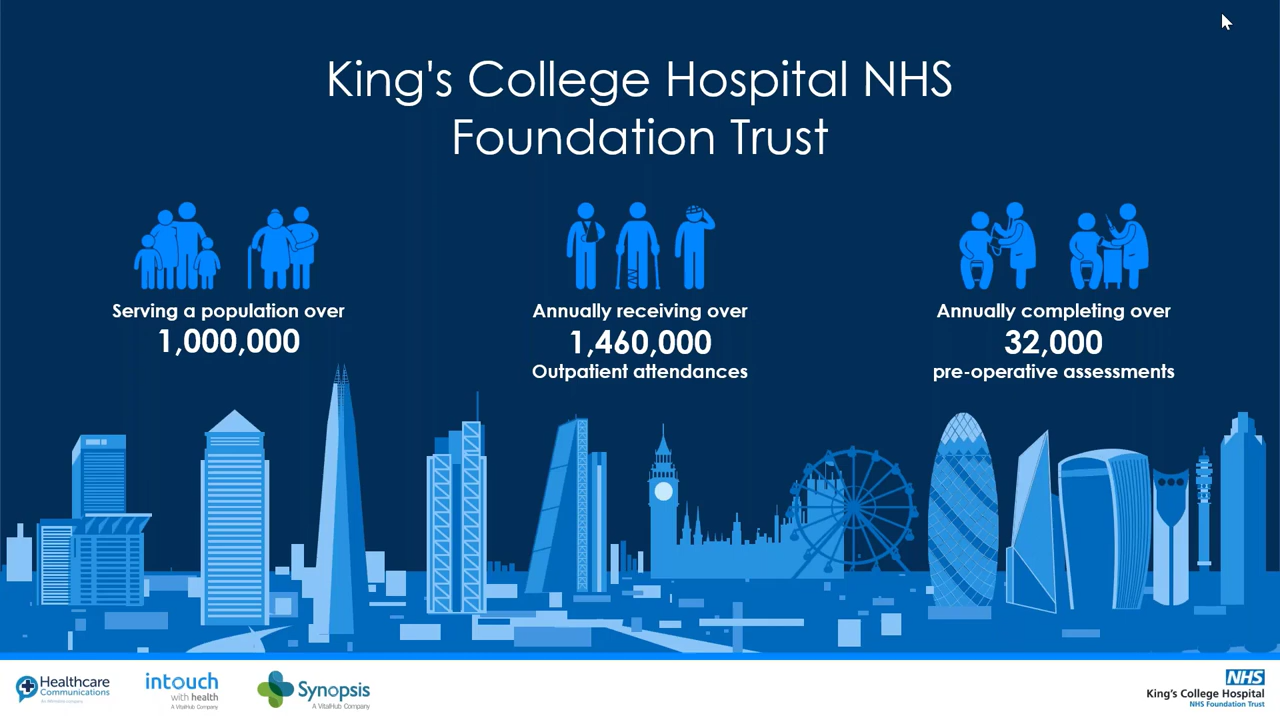 King's College Hospital NHS
Foundation Trust
Serving a population over
1,000,000
Annually receiving over
1,460,000
Outpatient attendances
Annually completing over
32,000
pre-operative assessments
Healthcare
Communications
intouch
with health
A VitalHub Company
Synopsis
A VitalHub Company
NHS
King's College Hospital
NHS Foundation Trust